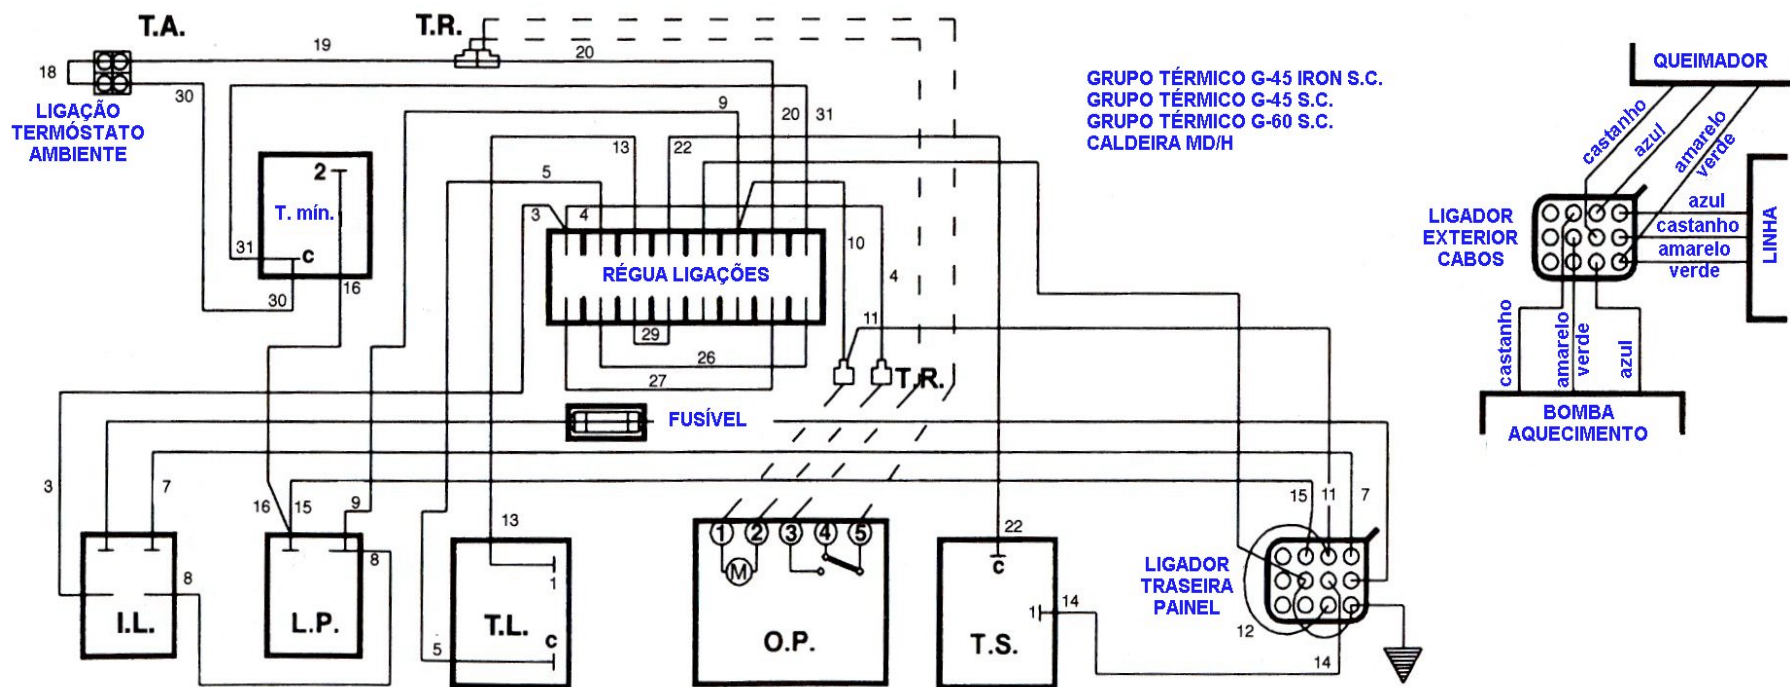 T.A.
T.R.
19
20
18
30
LIGAÇÃO
TERMÓSTATO
AMBIENTE
9
20
31
13
22
5
3
4
2
T. mín.
31
C
30
16
RÉGUA LIGAÇÕES
10
4
29
26
27
11
T.R.
FUSÍVEL
GRUPO TÉRMICO G-45 IRON S.C.
GRUPO TÉRMICO G-45 S.C.
GRUPO TÉRMICO G-60 S.C.
CALDEIRA MD/H
QUEIMADOR
castanho
azul
amarelo
verde
LIGADOR
EXTERIOR
CABOS
azul
castanho
amarelo
verde
LINHA
castanho
amarelo
verde
azul
BOMBA
AQUECIMENTO
3
7
16
15
9
13
22
15
11
7
8
I.L.
8
L.P.
1
T.L.
C
5
1
2
3
4
5
M
O.P.
C
1
14
T.S.
LIGADOR
TRASEIRA
PAINEL
12
14